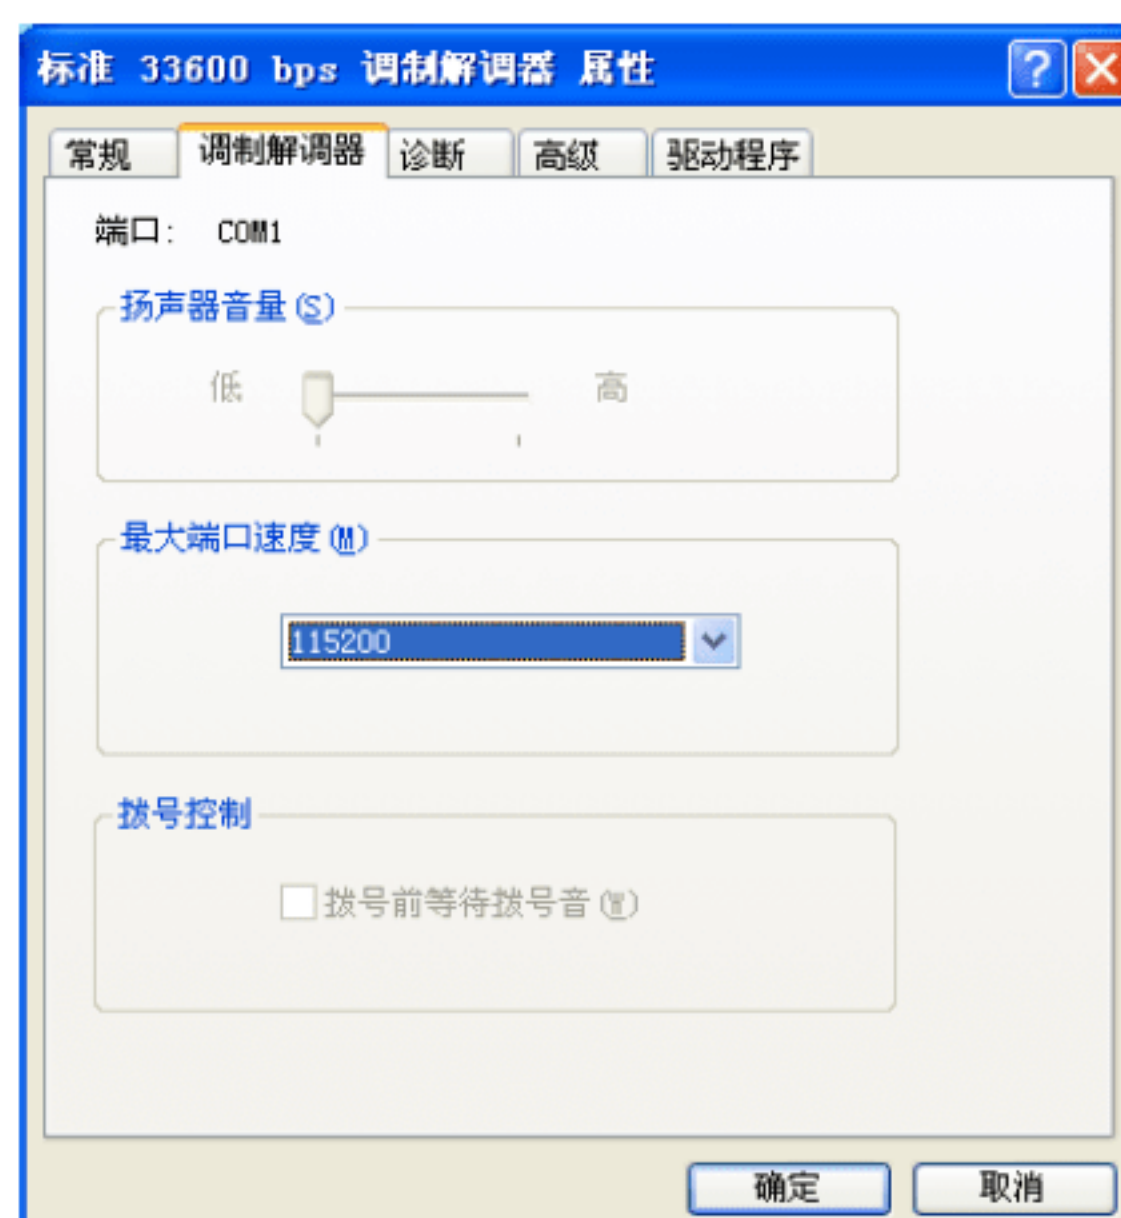 标准 33600 bps 调制解调器 属性
常规 调制解调器 诊断 高级 驱动程序
端口: COM1
扬声器音量(S)
低 高
最大端口速度(M)
115200
拨号控制
拨号前等待拨号音(W)
确定 取消